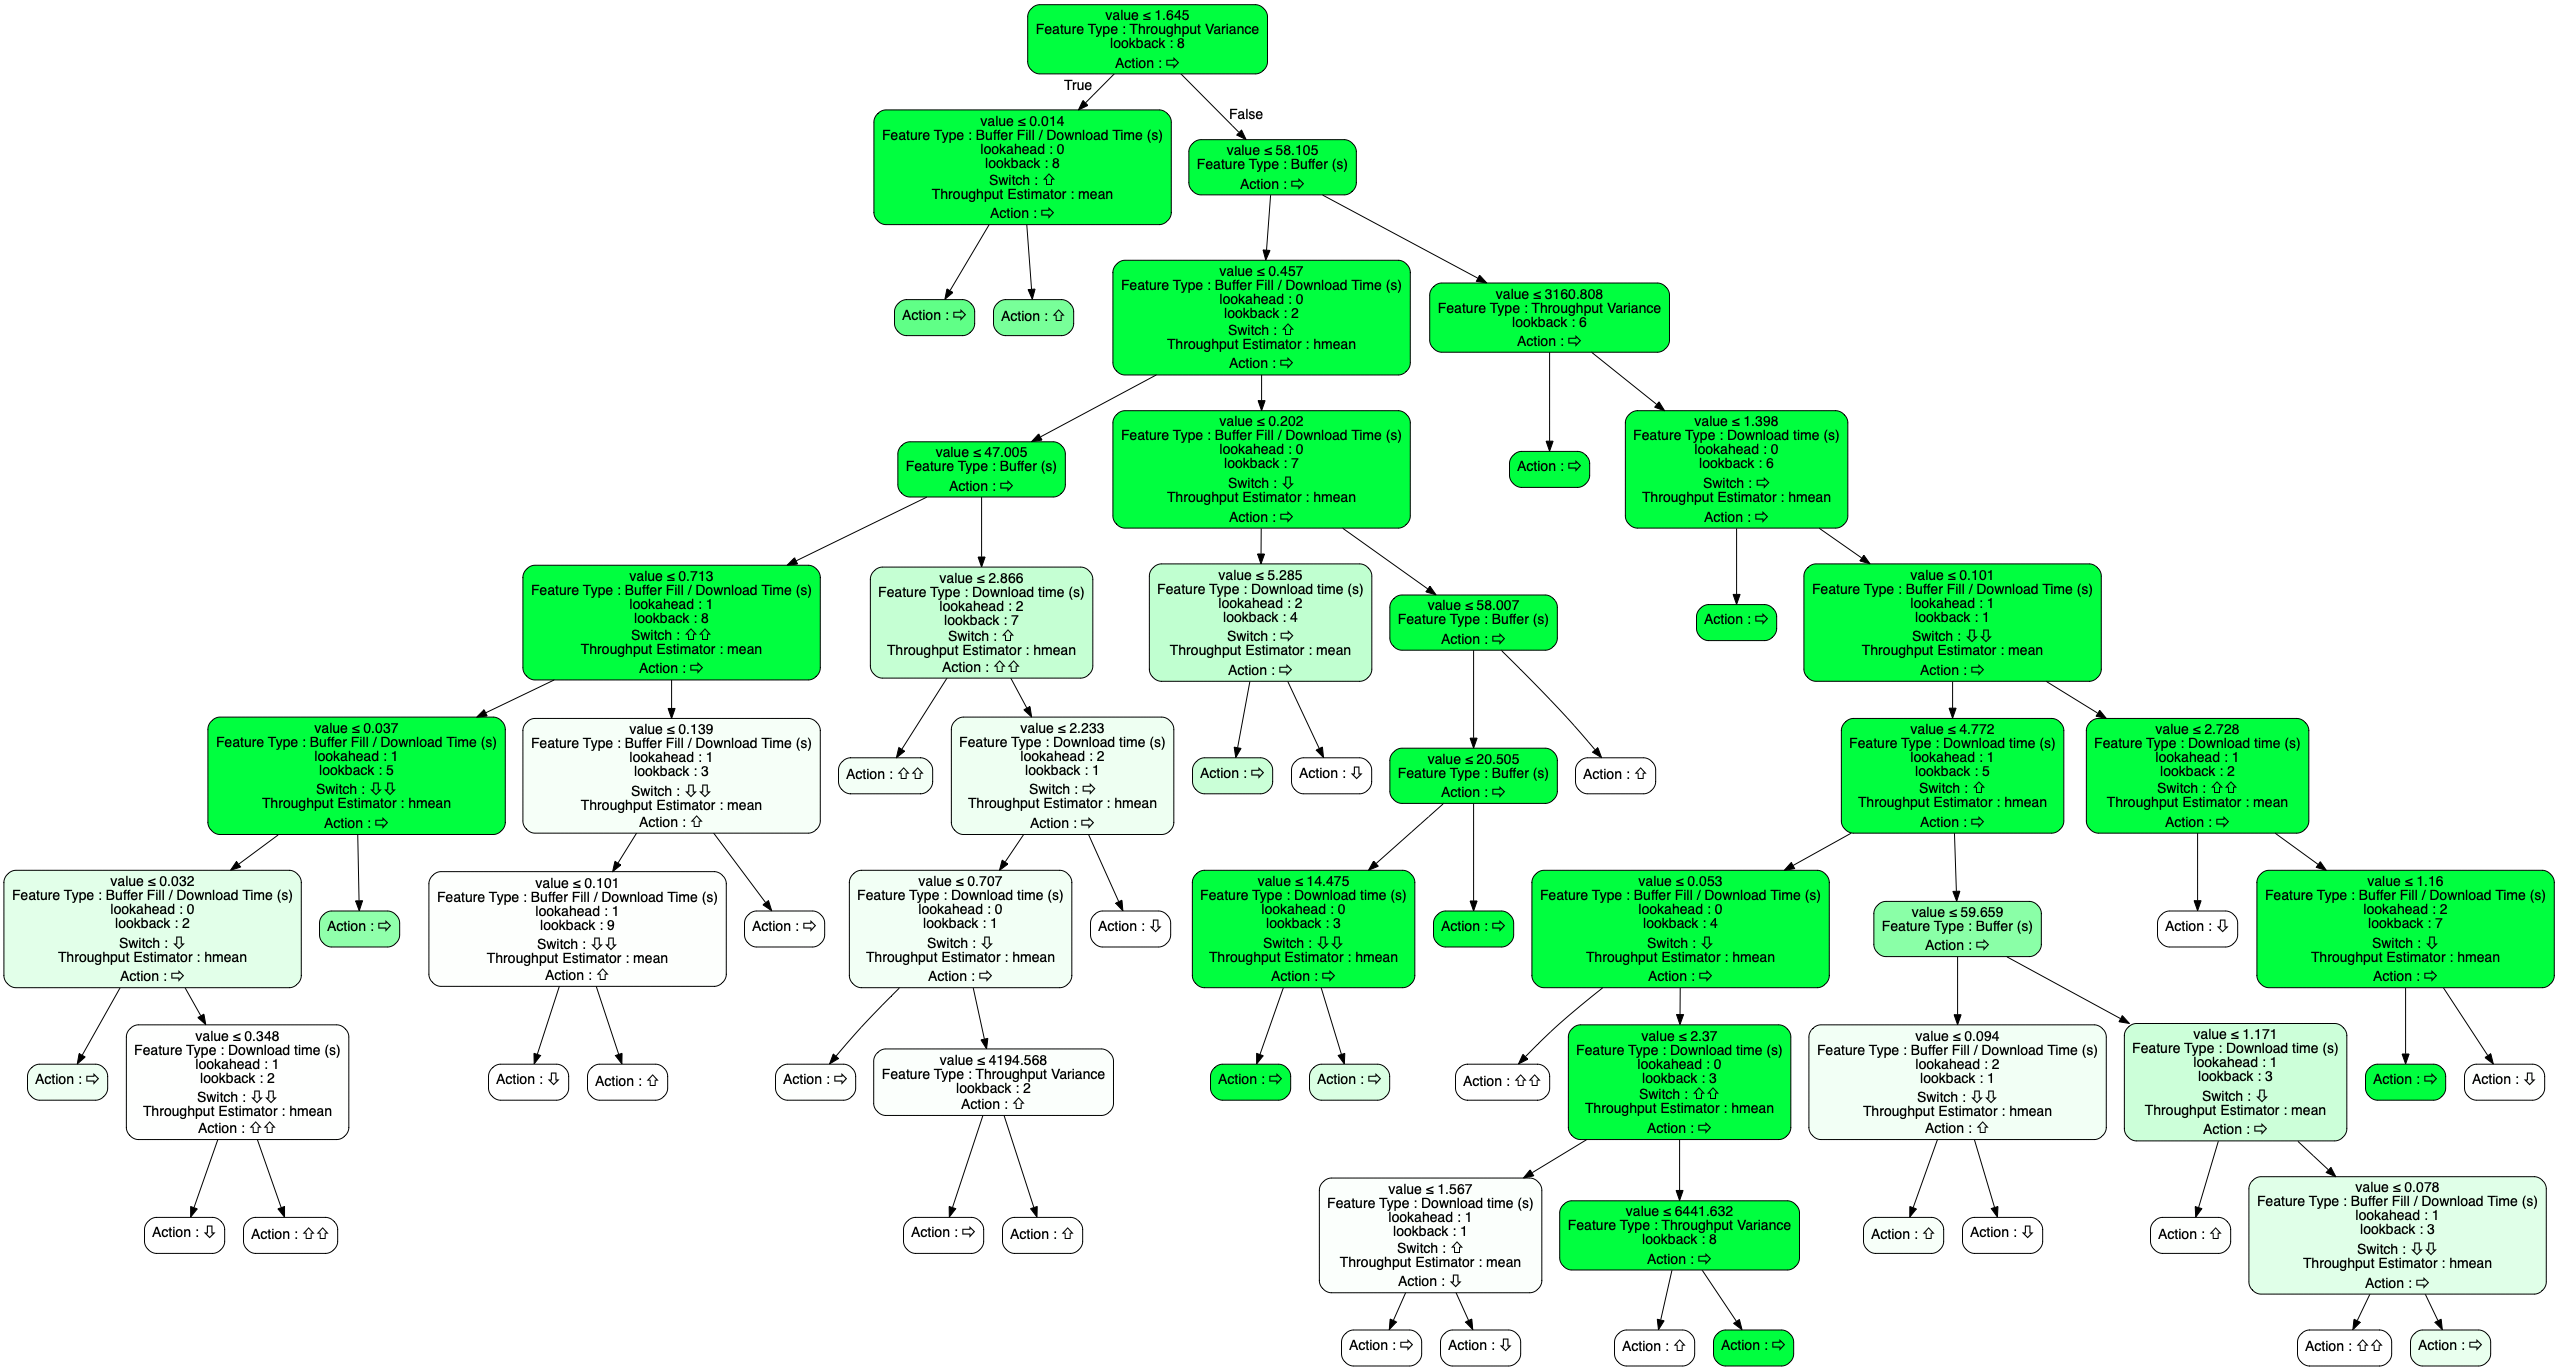 value ≤ 1.645
Feature Type : Throughput Variance
lookback : 8
Action : ⇨
True
False
value ≤ 0.014
Feature Type : Buffer Fill / Download Time (s)
lookahead : 0
lookback : 8
Switch : ⇧
Throughput Estimator : mean
Action : ⇨
value ≤ 58.105
Feature Type : Buffer (s)
Action : ⇨
Action : ⇨
Action : ⇧
value ≤ 0.457
Feature Type : Buffer Fill / Download Time (s)
lookahead : 0
lookback : 2
Switch : ⇧
Throughput Estimator : hmean
Action : ⇨
value ≤ 3160.808
Feature Type : Throughput Variance
lookback : 6
Action : ⇨
value ≤ 47.005
Feature Type : Buffer (s)
Action : ⇨
value ≤ 0.202
Feature Type : Buffer Fill / Download Time (s)
lookahead : 0
lookback : 7
Switch : ⇩
Throughput Estimator : hmean
Action : ⇨
Action : ⇨
value ≤ 1.398
Feature Type : Download time (s)
lookahead : 0
lookback : 6
Switch : ⇨
Throughput Estimator : hmean
Action : ⇨
value ≤ 0.713
Feature Type : Buffer Fill / Download Time (s)
lookahead : 1
lookback : 8
Switch : ⇧⇧
Throughput Estimator : mean
Action : ⇨
value ≤ 2.866
Feature Type : Download time (s)
lookahead : 2
lookback : 7
Switch : ⇧
Throughput Estimator : hmean
Action : ⇧⇧
value ≤ 5.285
Feature Type : Download time (s)
lookahead : 2
lookback : 4
Switch : ⇨
Throughput Estimator : mean
Action : ⇨
value ≤ 58.007
Feature Type : Buffer (s)
Action : ⇨
Action : ⇨
value ≤ 0.101
Feature Type : Buffer Fill / Download Time (s)
lookahead : 1
lookback : 1
Switch : ⇩⇩
Throughput Estimator : mean
Action : ⇨
value ≤ 0.037
Feature Type : Buffer Fill / Download Time (s)
lookahead : 1
lookback : 5
Switch : ⇩⇩
Throughput Estimator : hmean
Action : ⇨
value ≤ 0.139
Feature Type : Buffer Fill / Download Time (s)
lookahead : 1
lookback : 3
Switch : ⇩⇩
Throughput Estimator : mean
Action : ⇧
Action : ⇧⇧
value ≤ 2.233
Feature Type : Download time (s)
lookahead : 2
lookback : 1
Switch : ⇨
Throughput Estimator : hmean
Action : ⇨
Action : ⇨
Action : ⇩
value ≤ 20.505
Feature Type : Buffer (s)
Action : ⇨
Action : ⇧
value ≤ 4.772
Feature Type : Download time (s)
lookahead : 1
lookback : 5
Switch : ⇧
Throughput Estimator : hmean
Action : ⇨
value ≤ 2.728
Feature Type : Download time (s)
lookahead : 1
lookback : 2
Switch : ⇧⇧
Throughput Estimator : mean
Action : ⇨
value ≤ 0.032
Feature Type : Buffer Fill / Download Time (s)
lookahead : 0
lookback : 2
Switch : ⇩
Throughput Estimator : hmean
Action : ⇨
Action : ⇨
value ≤ 0.101
Feature Type : Buffer Fill / Download Time (s)
lookahead : 1
lookback : 9
Switch : ⇩⇩
Throughput Estimator : mean
Action : ⇧
Action : ⇨
value ≤ 0.707
Feature Type : Download time (s)
lookahead : 0
lookback : 1
Switch : ⇩
Throughput Estimator : hmean
Action : ⇨
Action : ⇩
value ≤ 14.475
Feature Type : Download time (s)
lookahead : 0
lookback : 3
Switch : ⇩⇩
Throughput Estimator : hmean
Action : ⇨
Action : ⇨
value ≤ 0.053
Feature Type : Buffer Fill / Download Time (s)
lookahead : 0
lookback : 4
Switch : ⇩
Throughput Estimator : hmean
Action : ⇨
value ≤ 59.659
Feature Type : Buffer (s)
Action : ⇨
Action : ⇩
value ≤ 1.16
Feature Type : Buffer Fill / Download Time (s)
lookahead : 2
lookback : 7
Switch : ⇩
Throughput Estimator : hmean
Action : ⇨
Action : ⇨
value ≤ 0.348
Feature Type : Download time (s)
lookahead : 1
lookback : 2
Switch : ⇩⇩
Throughput Estimator : hmean
Action : ⇧⇧
Action : ⇩
Action : ⇧
Action : ⇨
value ≤ 4194.568
Feature Type : Throughput Variance
lookback : 2
Action : ⇧
Action : ⇨
Action : ⇨
Action : ⇧⇧
value ≤ 2.37
Feature Type : Download time (s)
lookahead : 0
lookback : 3
Switch : ⇧⇧
Throughput Estimator : hmean
Action : ⇨
value ≤ 0.094
Feature Type : Buffer Fill / Download Time (s)
lookahead : 2
lookback : 1
Switch : ⇩⇩
Throughput Estimator : hmean
Action : ⇧
value ≤ 1.171
Feature Type : Download time (s)
lookahead : 1
lookback : 3
Switch : ⇩
Throughput Estimator : mean
Action : ⇨
Action : ⇨
Action : ⇩
Action : ⇩
Action : ⇧⇧
Action : ⇨
Action : ⇧
value ≤ 1.567
Feature Type : Download time (s)
lookahead : 1
lookback : 1
Switch : ⇧
Throughput Estimator : mean
Action : ⇩
value ≤ 6441.632
Feature Type : Throughput Variance
lookback : 8
Action : ⇨
Action : ⇧
Action : ⇩
Action : ⇧
value ≤ 0.078
Feature Type : Buffer Fill / Download Time (s)
lookahead : 1
lookback : 3
Switch : ⇩⇩
Throughput Estimator : hmean
Action : ⇨
Action : ⇨
Action : ⇩
Action : ⇧
Action : ⇨
Action : ⇧⇧
Action : ⇨